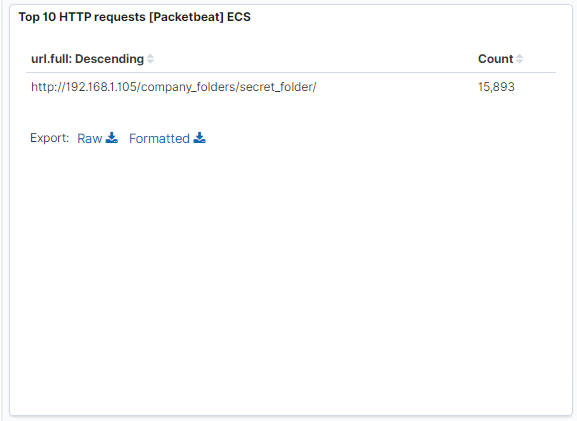 Top 10 HTTP requests [Packetbeat] ECS
url.full: Descending Count
http://192.168.1.105/company_folders/secret_folder/ 15,893
Export: Raw Formatted